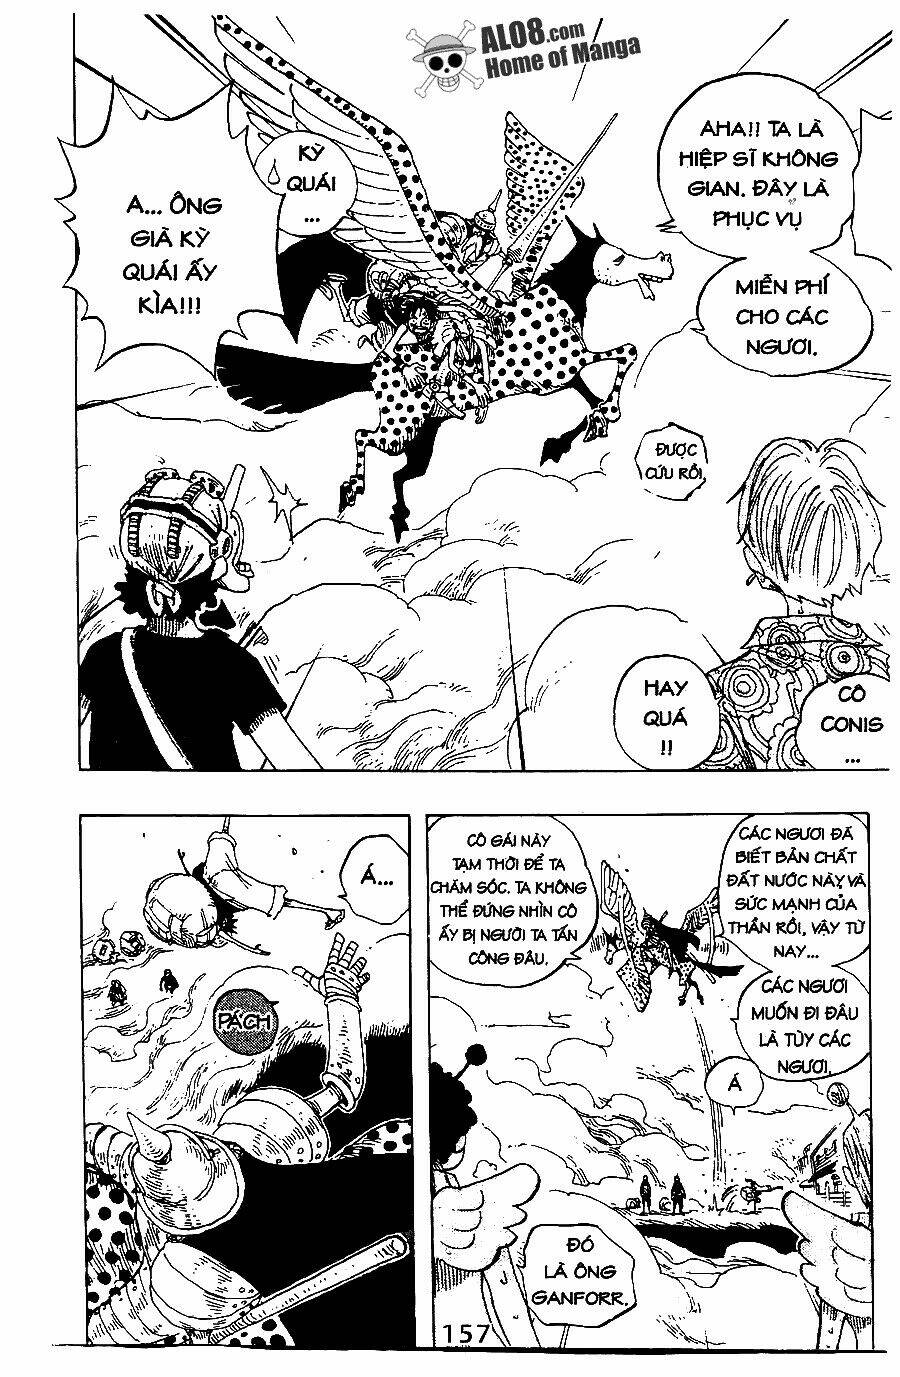 ALO8.com
Home of Manga
AHA!! TA LÀ
HIỆP SĨ KHÔNG
GIAN. ĐÂY LÀ
PHỤC VỤ
MIỄN PHÍ
CHO CÁC
NGƯƠI.
KỲ
QUÁI
...
A... ÔNG
GIÀ KỲ
QUÁI ẤY
KÌA!!!
ĐƯỢC
CỨU RỒI.
HAY
QUÁ
!!
CÔ
CONIS
...
CÁC NGƯƠI ĐÃ
BIẾT BẢN CHẤT
ĐẤT NƯỚC NÀY VÀ
SỨC MẠNH CỦA
THẦN RỒI, VẬY TỪ
NAY...
CÁC NGƯƠI
MUỐN ĐI ĐÂU
LÀ TÙY CÁC
NGƯƠI.
CÔ GÁI NÀY
TẠM THỜI ĐỂ TA
CHĂM SÓC. TA KHÔNG
THỂ ĐỨNG NHÌN CÔ
ẤY BỊ NGƯỜI TA TẤN
CÔNG ĐÂU.
Á
ĐÓ
LÀ ÔNG
GANFORR.
Á...
PÁCH
157